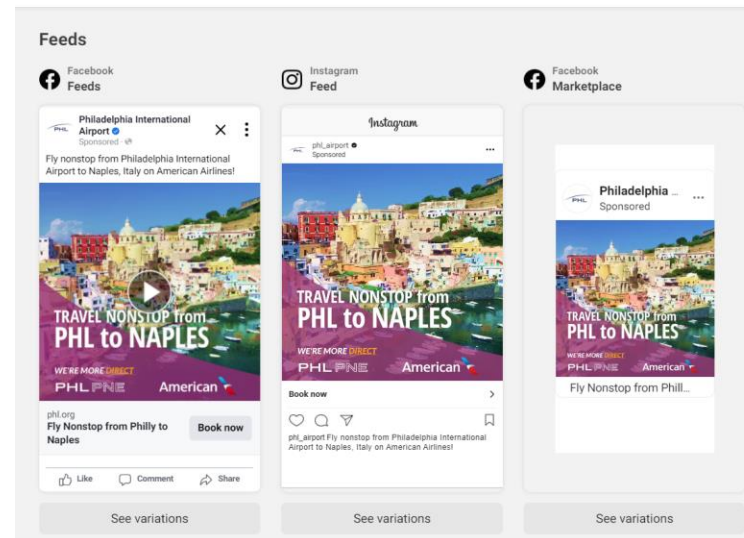 Feeds
Facebook
Feeds
Philadelphia International
Airport
Sponsored
Fly nonstop from Philadelphia International
Airport to Naples, Italy on American Airlines!
TRAVEL NONSTOP from
PHL to NAPLES
WE'RE MORE DIRECT
PHL PNE American
phl.org
Fly Nonstop from Philly to
Naples
Book now
Like Comment Share
See variations
Instagram
Feed
Instagram
phl_airport
Sponsored
TRAVEL NONSTOP from
PHL to NAPLES
WE'RE MORE DIRECT
PHL PNE American
Book now
phl_airport Fly nonstop from Philadelphia International
Airport to Naples, Italy on American Airlines!
See variations
Facebook
Marketplace
PHL
Philadelphia ...
Sponsored
TRAVEL NONSTOP from
PHL to NAPLES
WE'RE MORE DIRECT
PHL PNE American
Fly Nonstop from Phill...
See variations